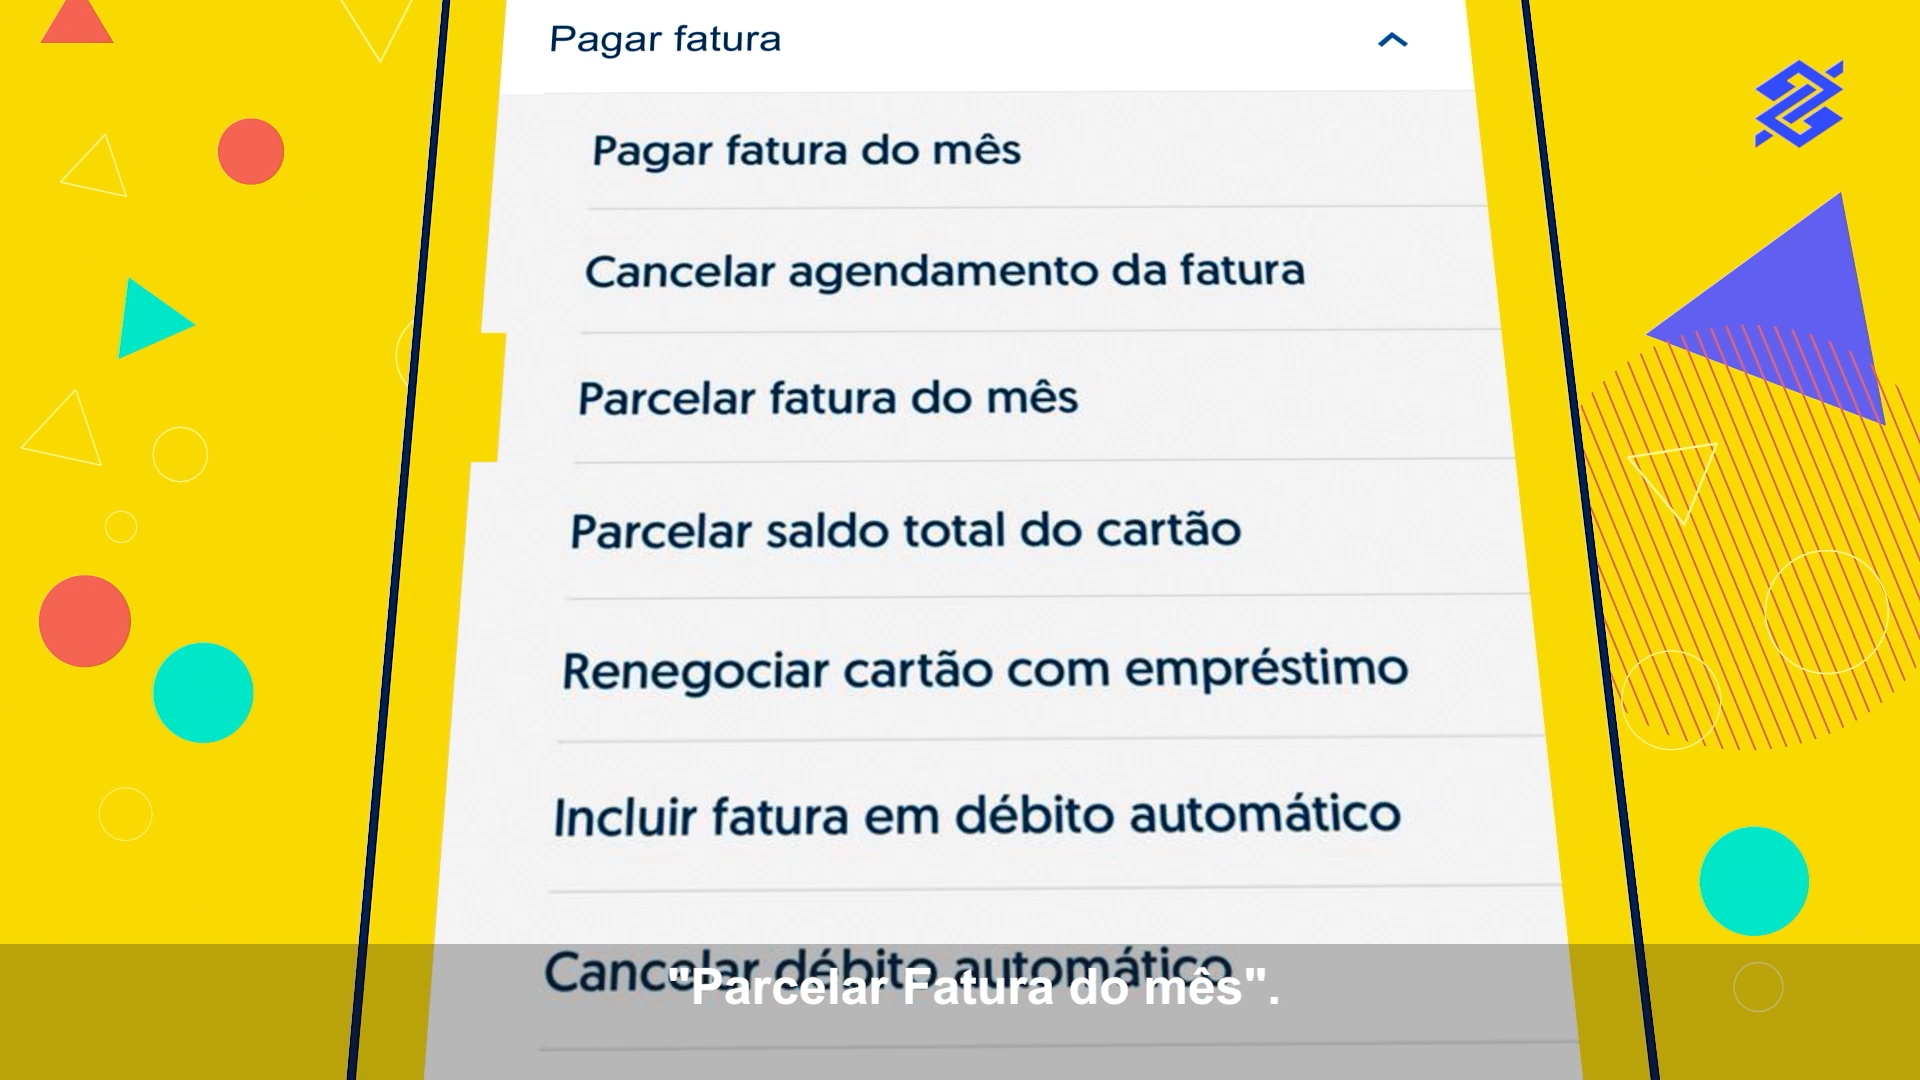 Pagar fatura
Pagar fatura do mês
Cancelar agendamento da fatura
Parcelar fatura do mês
Parcelar saldo total do cartão
Renegociar cartão com empréstimo
Incluir fatura em débito automático
Cancelar débito automático
"Parcelar Fatura do mês".